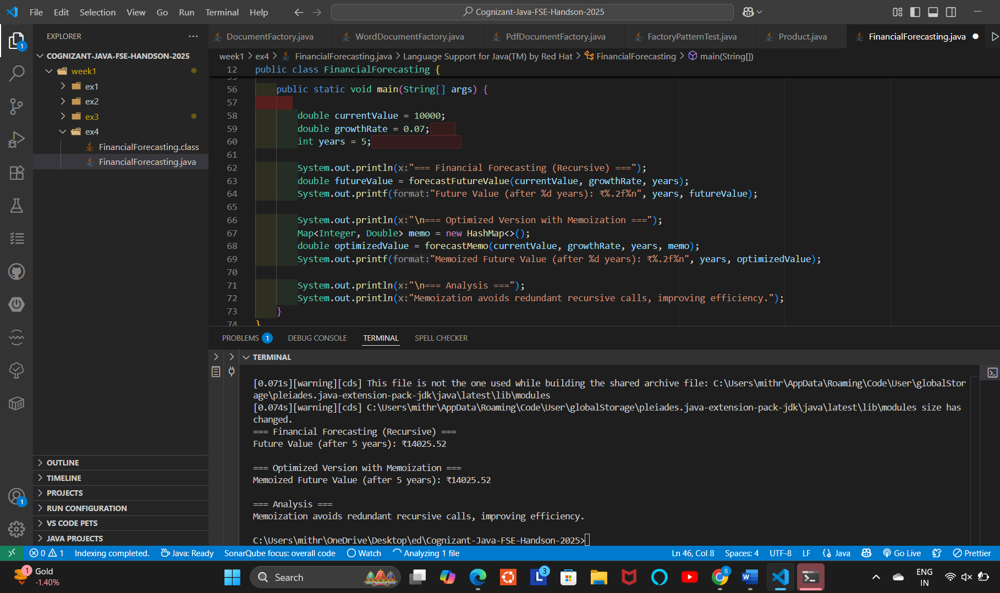 File Edit Selection View Go Run Terminal Help
Cognizant-Java-FSE-Handson-2025
EXPLORER
COGNIZANT-JAVA-FSE-HANDSON-2025
week1
ex1
ex2
ex3
ex4
FinancialForecasting.class
FinancialForecasting.java
OUTLINE
TIMELINE
PROJECTS
RUN CONFIGURATION
VS CODE PETS
JAVA PROJECTS
1
1
DocumentFactory.java WordDocumentFactory.java PdfDocumentFactory.java FactoryPatternTest.java Product.java FinancialForecasting.java
week1 > ex4 > FinancialForecasting.java > Language Support for Java(TM) by Red Hat > FinancialForecasting > main(String[])
12 public class FinancialForecasting {
56 public static void main(String[] args) {
57
58 double currentValue = 10000;
59 double growthRate = 0.07;
60 int years = 5;
61
62 System.out.println(x:"=== Financial Forecasting (Recursive) ===");
63 double futureValue = forecastFutureValue(currentValue, growthRate, years);
64 System.out.printf(format:"Future Value (after %d years): ₹%.2f%n", years, futureValue);
65
66 System.out.println(x:"\n=== Optimized Version with Memoization ===");
67 Map<Integer, Double> memo = new HashMap<>();
68 double optimizedValue = forecastMemo(currentValue, growthRate, years, memo);
69 System.out.printf(format:"Memoized Future Value (after %d years): ₹%.2f%n", years, optimizedValue);
70
71 System.out.println(x:"\n=== Analysis ===");
72 System.out.println(x:"Memoization avoids redundant recursive calls, improving efficiency.");
73 }
74 }
PROBLEMS 1 DEBUG CONSOLE TERMINAL SPELL CHECKER
TERMINAL
[0.071s][warning][cds] This file is not the one used while building the shared archive file: C:\Users\mithr\AppData\Roaming\Code\User\globalStor
age\pleiades.java-extension-pack-jdk\java\latest\lib\modules
[0.074s][warning][cds] C:\Users\mithr\AppData\Roaming\Code\User\globalStorage\pleiades.java-extension-pack-jdk\java\latest\lib\modules size has
changed.
=== Financial Forecasting (Recursive) ===
Future Value (after 5 years): ₹14025.52
=== Optimized Version with Memoization ===
Memoized Future Value (after 5 years): ₹14025.52
=== Analysis ===
Memoization avoids redundant recursive calls, improving efficiency.
C:\Users\mithr\OneDrive\Desktop\ed\Cognizant-Java-FSE-Handson-2025>
0 1 Indexing completed. Java: Ready SonarQube focus: overall code Watch Analyzing 1 file Ln 46, Col 8 Spaces: 4 UTF-8 LF {} Java Go Live Prettier
1 Gold
-1.40%
Search
3
S
ENG
IN